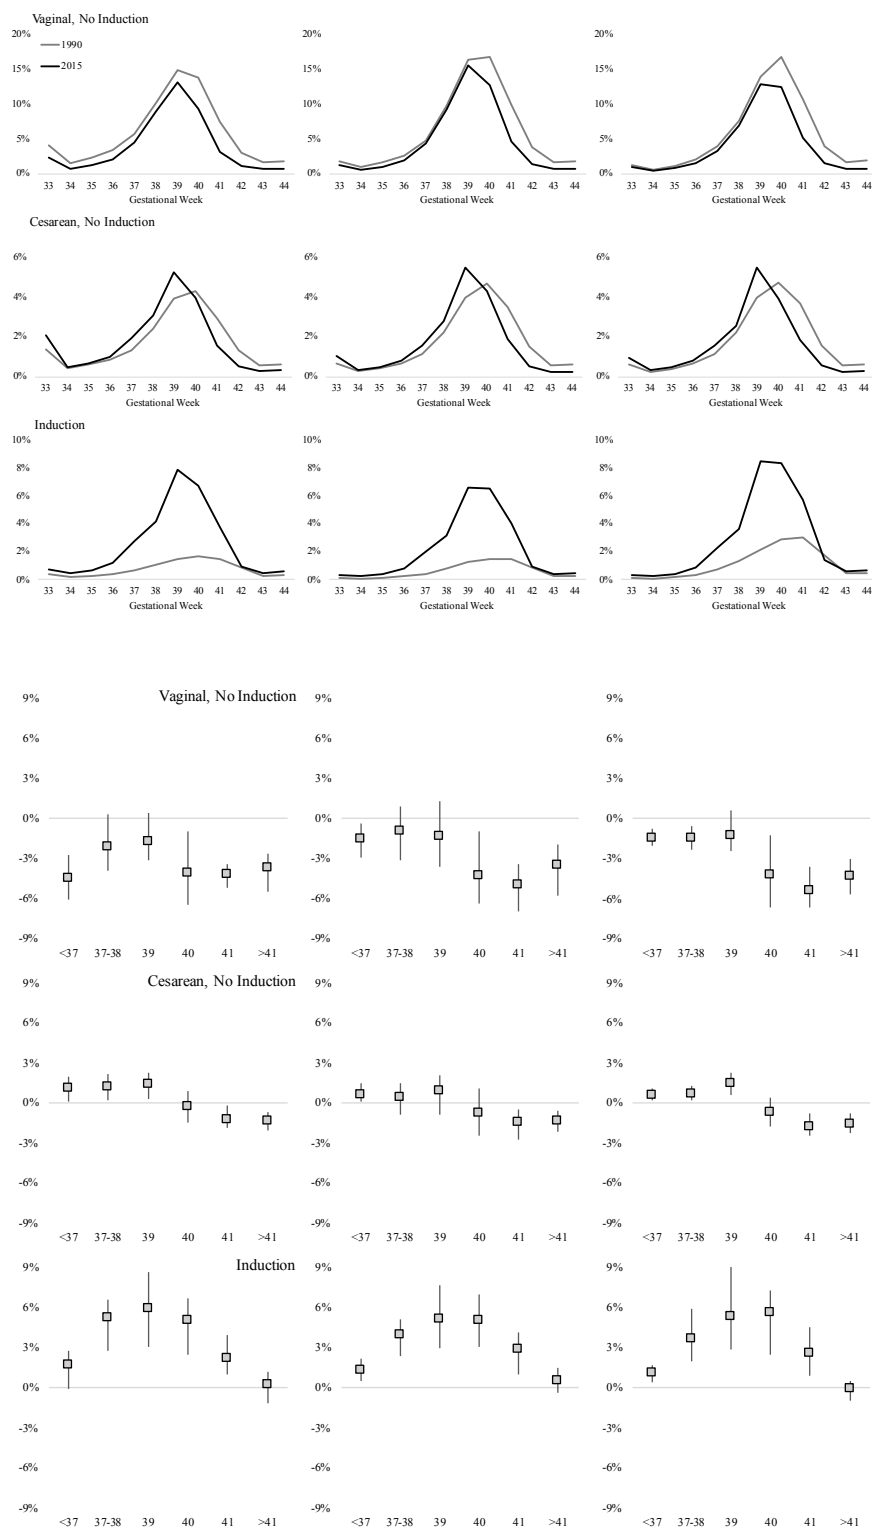 Vaginal, No Induction
20% 20% 20%
1990
2015
15% 15% 15%
10% 10% 10%
5% 5% 5%
0% 0% 0%
33 34 35 36 37 38 39 40 41 42 43 44 33 34 35 36 37 38 39 40 41 42 43 44 33 34 35 36 37 38 39 40 41 42 43 44
Gestational Week Gestational Week Gestational Week
Cesarean, No Induction
6% 6% 6%
4% 4% 4%
2% 2% 2%
0% 0% 0%
33 34 35 36 37 38 39 40 41 42 43 44 33 34 35 36 37 38 39 40 41 42 43 44 33 34 35 36 37 38 39 40 41 42 43 44
Gestational Week Gestational Week Gestational Week
Induction
10% 10% 10%
8% 8% 8%
6% 6% 6%
4% 4% 4%
2% 2% 2%
0% 0% 0%
33 34 35 36 37 38 39 40 41 42 43 44 33 34 35 36 37 38 39 40 41 42 43 44 33 34 35 36 37 38 39 40 41 42 43 44
Gestational Week Gestational Week Gestational Week
9% Vaginal, No Induction 9% 9%
6% 6% 6%
3% 3% 3%
0% 0% 0%
-3% -3% -3%
-6% -6% -6%
-9% -9% -9%
<37 37-38 39 40 41 >41 <37 37-38 39 40 41 >41 <37 37-38 39 40 41 >41
9% Cesarean, No Induction 9% 9%
6% 6% 6%
3% 3% 3%
0% 0% 0%
-3% -3% -3%
-6% -6% -6%
-9% -9% -9%
<37 37-38 39 40 41 >41 <37 37-38 39 40 41 >41 <37 37-38 39 40 41 >41
9% Induction 9% 9%
6% 6% 6%
3% 3% 3%
0% 0% 0%
-3% -3% -3%
-6% -6% -6%
-9% -9% -9%
<37 37-38 39 40 41 >41 <37 37-38 39 40 41 >41 <37 37-38 39 40 41 >41